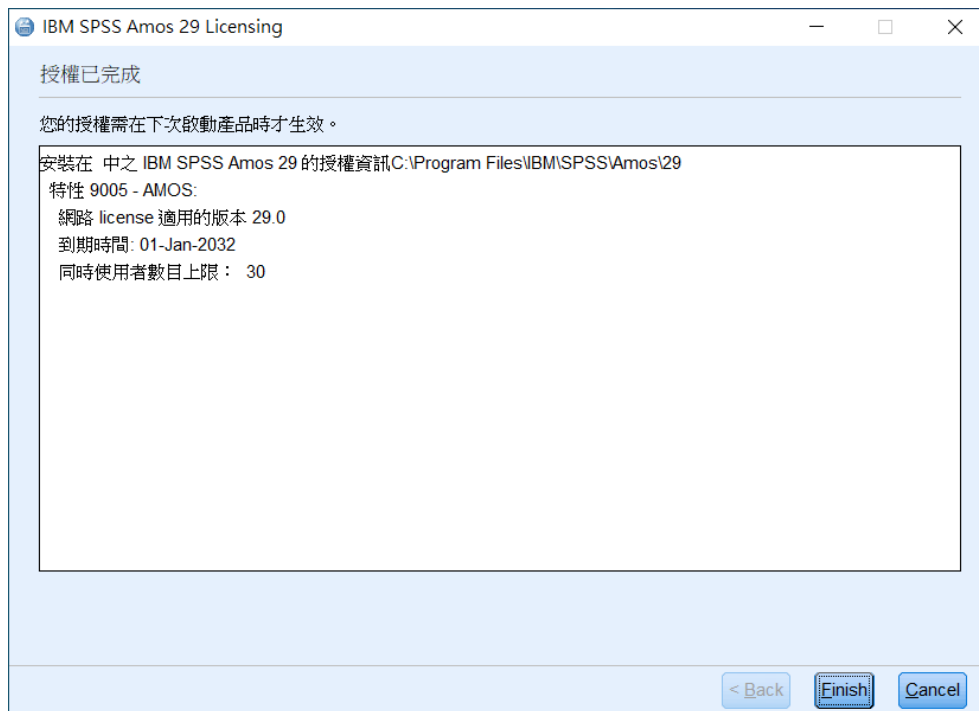 IBM SPSS Amos 29 Licensing
授權已完成
您的授權需在下次啟動產品時才生效。
安裝在 中之 IBM SPSS Amos 29 的授權資訊C:\Program Files\IBM\SPSS\Amos\29
特性 9005 - AMOS:
網路 license 適用的版本 29.0
到期時間: 01-Jan-2032
同時使用者數目上限： 30
< Back Finish Cancel